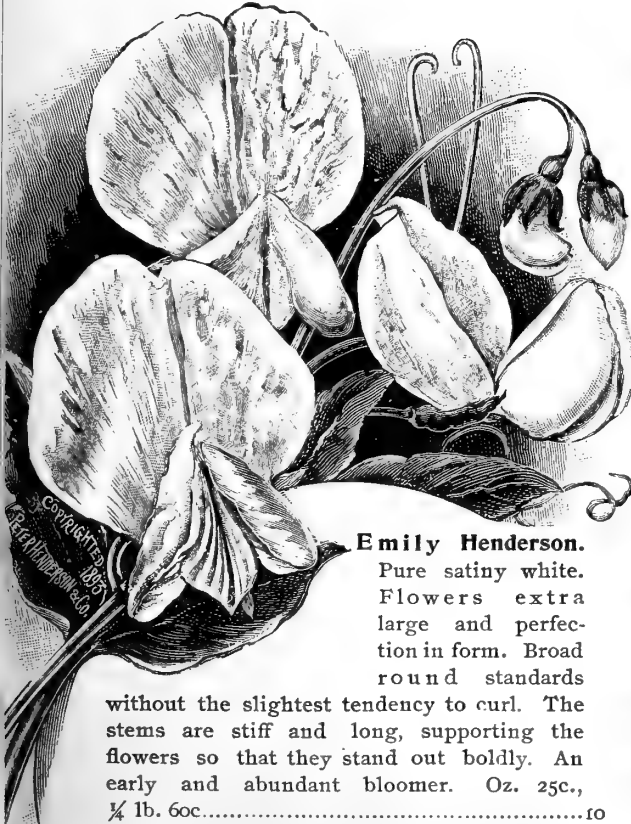 COPYRIGHTED
1893
PETER HENDERSON & Co.
Emily Henderson.
Pure satiny white.
Flowers extra
large and perfec-
tion in form. Broad
round standards
without the slightest tendency to curl. The
stems are stiff and long, supporting the
flowers so that they stand out boldly. An
early and abundant bloomer. Oz. 25c.,
¼ lb. 60c..........10